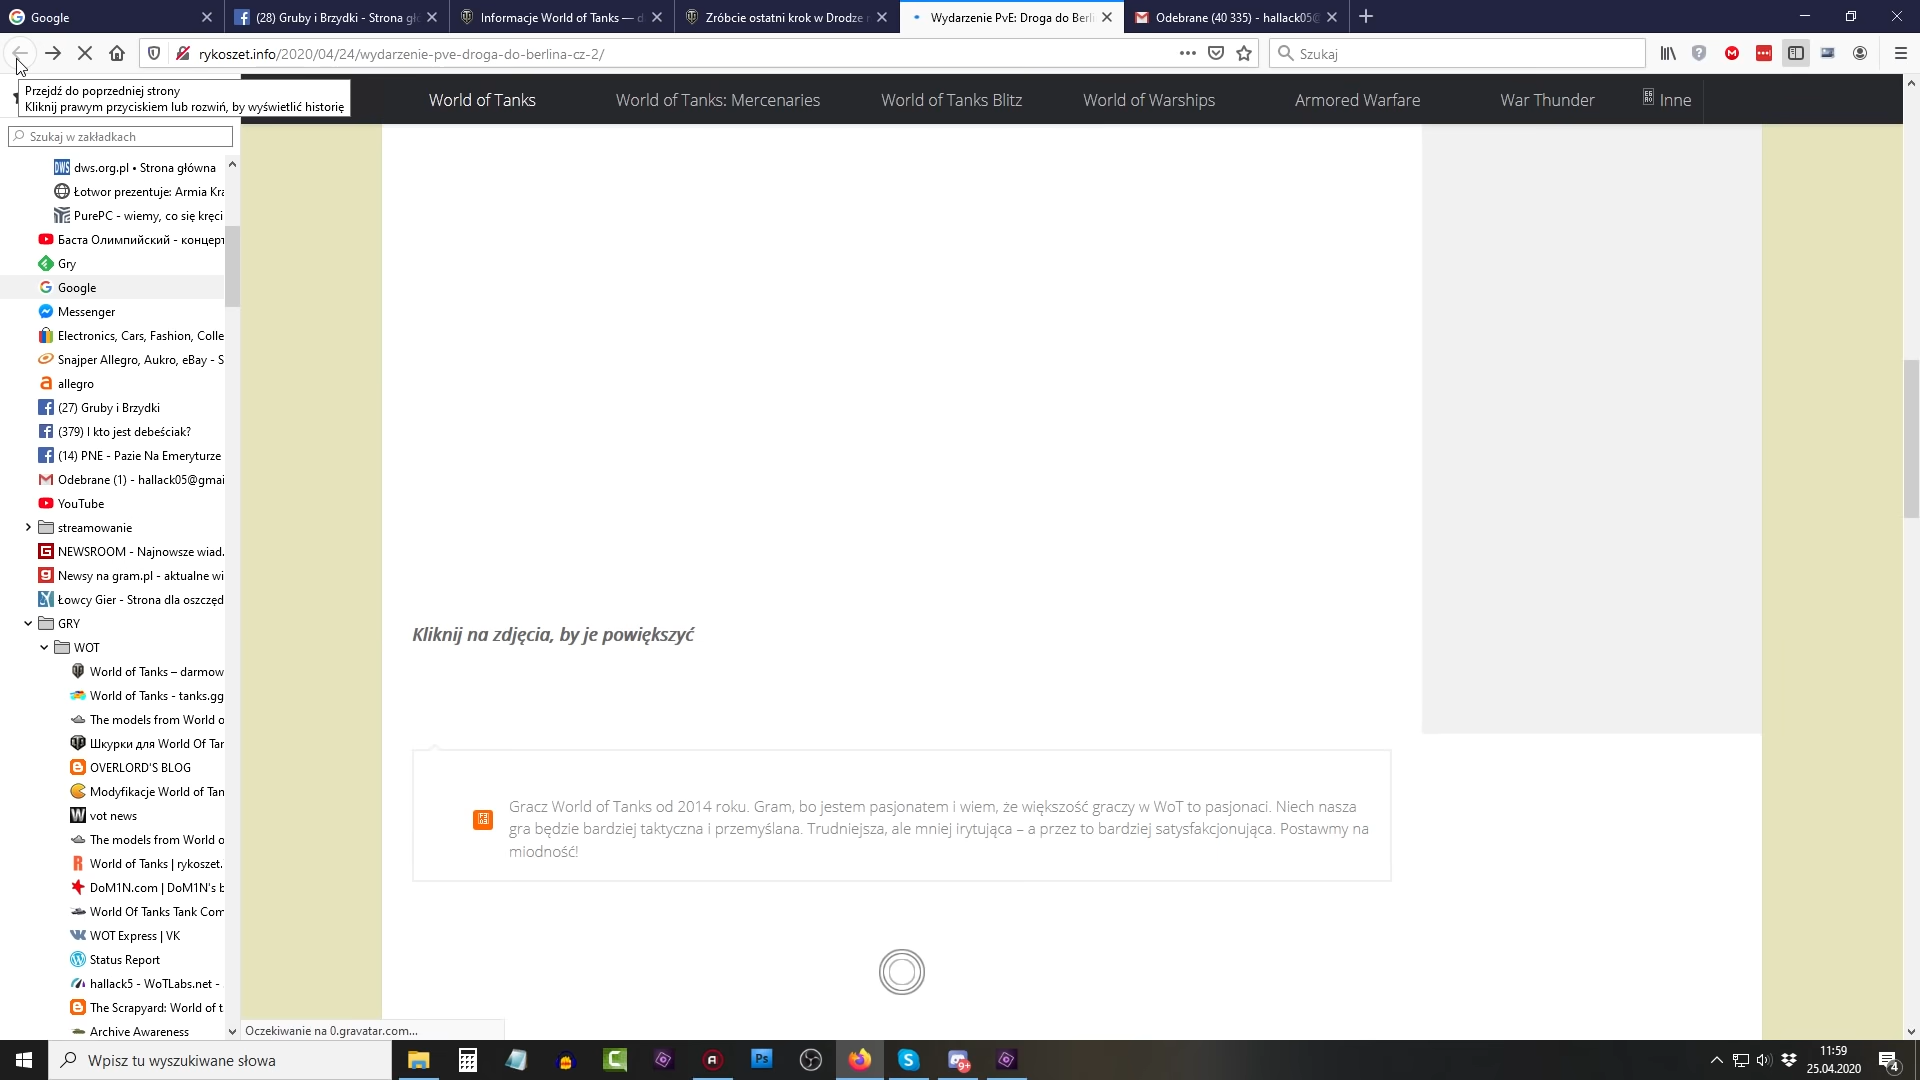 Google
(28) Gruby i Brzydki - Strona gł
Informacje World of Tanks — d
Zróbcie ostatni krok w Drodze
Wydarzenie PvE: Droga do Berli
Odebrane (40 335) - hallack05@
rykoszet.info/2020/04/24/wydarzenie-pve-droga-do-berlina-cz-2/
Szukaj
Przejdź do poprzedniej strony
Kliknij prawym przyciskiem lub rozwiń, by wyświetlić historię
World of Tanks
World of Tanks: Mercenaries
World of Tanks Blitz
World of Warships
Armored Warfare
War Thunder
Inne
Szukaj w zakładkach
dws.org.pl • Strona główna
Łotwor prezentuje: Armia Kra
PurePC - wiemy, co się kręci
Баста Олимпийский - концерт
Gry
Google
Messenger
Electronics, Cars, Fashion, Colle
Snajper Allegro, Aukro, eBay - S
allegro
(27) Gruby i Brzydki
(379) I kto jest debeściak?
(14) PNE - Pazie Na Emeryturze
Odebrane (1) - hallack05@gmai
YouTube
streamowanie
NEWSROOM - Najnowsze wiad.
Newsy na gram.pl - aktualne wi
Łowcy Gier - Strona dla oszczęd
GRY
WOT
World of Tanks – darmow
World of Tanks - tanks.gg
The models from World o
Шкурки для World Of Tan
OVERLORD'S BLOG
Modyfikacje World of Tan
vot news
The models from World o
World of Tanks | rykoszet.
DoM1N.com | DoM1N's b
World Of Tanks Tank Com
WOT Express | VK
Status Report
hallack5 - WoTLabs.net -
The Scrapyard: World of t
Archive Awareness
Kliknij na zdjęcia, by je powiększyć
Gracz World of Tanks od 2014 roku. Gram, bo jestem pasjonatem i wiem, że większość graczy w WoT to pasjonaci. Niech nasza
gra będzie bardziej taktyczna i przemyślana. Trudniejsza, ale mniej irytująca – a przez to bardziej satysfakcjonująca. Postawmy na
miodność!
Oczekiwanie na 0.gravatar.com...
Wpisz tu wyszukiwane słowa
Ps
9+
11:59
25.04.2020
4